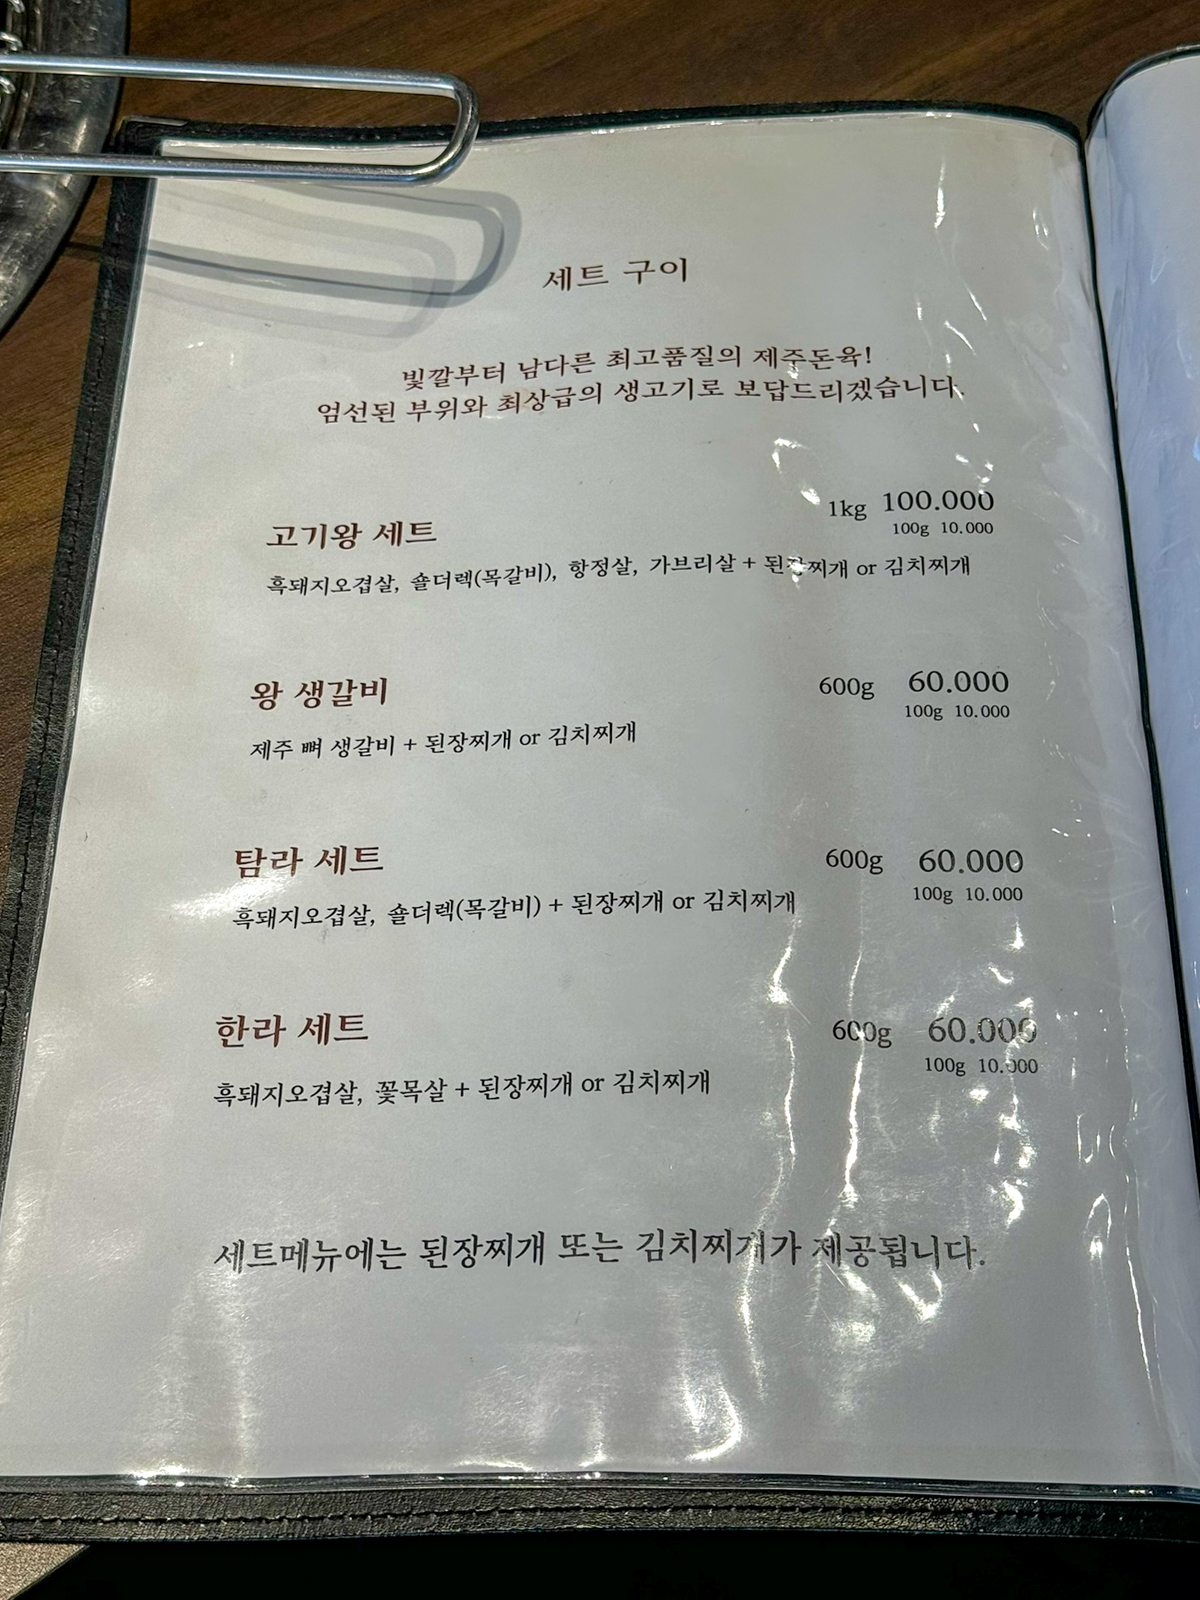 세트 구이
빛깔부터 남다른 최고품질의 제주돈육!
엄선된 부위와 최상급의 생고기로 보답드리겠습니다.
고기왕 세트 1kg 100.000
100g 10.000
흑돼지오겹살, 숄더렉(목갈비), 항정살, 가브리살 + 된장찌개 or 김치찌개
왕 생갈비 600g 60.000
100g 10.000
제주 뼈 생갈비 + 된장찌개 or 김치찌개
탐라 세트 600g 60.000
100g 10.000
흑돼지오겹살, 숄더렉(목갈비) + 된장찌개 or 김치찌개
한라 세트 600g 60.000
100g 10.000
흑돼지오겹살, 꽃목살 + 된장찌개 or 김치찌개
세트메뉴에는 된장찌개 또는 김치찌개가 제공됩니다.